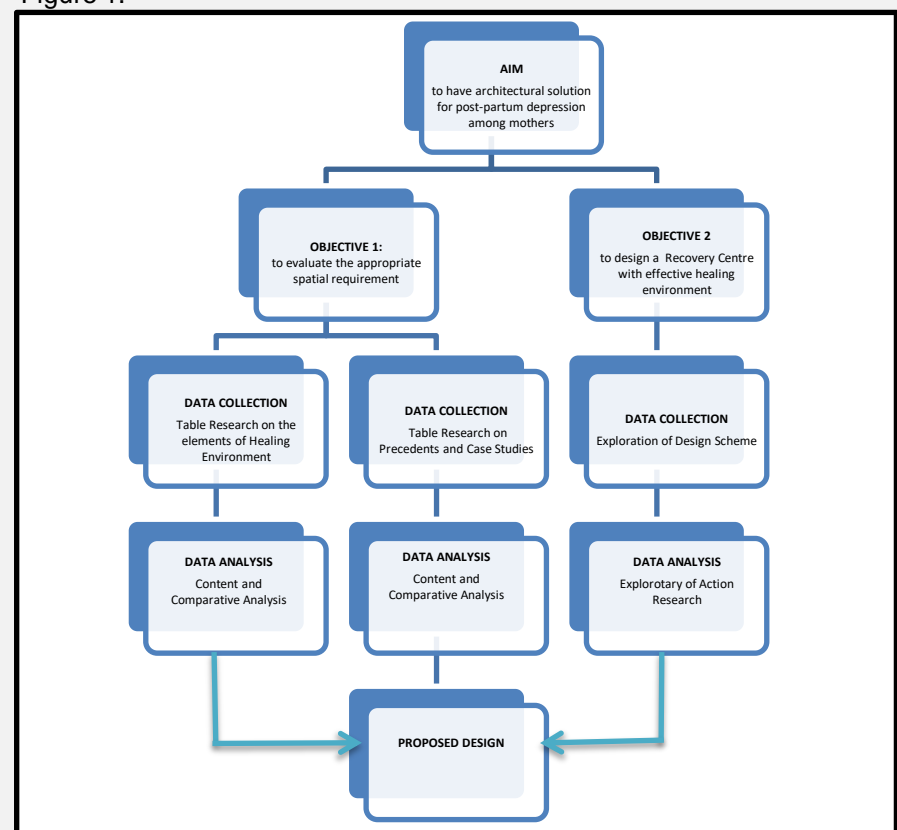 Figure 1.
AIM
to have architectural solution
for post-partum depression
among mothers
OBJECTIVE 1:
to evaluate the appropriate
spatial requirement
OBJECTIVE 2
to design a Recovery Centre
with effective healing
environment
DATA COLLECTION
Table Research on the
elements of Healing
Environment
DATA COLLECTION
Table Research on
Precedents and Case Studies
DATA COLLECTION
Exploration of Design Scheme
DATA ANALYSIS
Content and
Comparative Analysis
DATA ANALYSIS
Content and
Comparative Analysis
DATA ANALYSIS
Explorotary of Action
Research
PROPOSED DESIGN